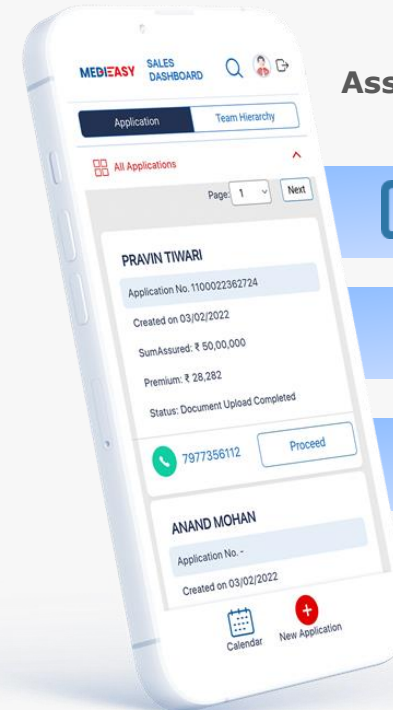 Ass
MEDIEASY
SALES
DASHBOARD
Application
Team Hierarchy
All Applications
Page: 1
Next
PRAVIN TIWARI
Application No. 1100022362724
Created on 03/02/2022
SumAssured: ₹ 50,00,000
Premium: ₹ 28,282
Status: Document Upload Completed
7977356112
Proceed
ANAND MOHAN
Application No. -
Created on 03/02/2022
Calendar
New Application